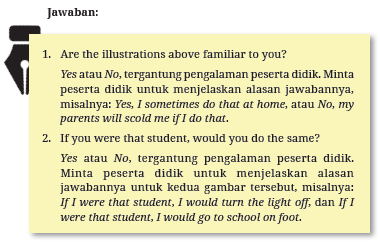 Jawaban:
1. Are the illustrations above familiar to you?
Yes atau No, tergantung pengalaman peserta didik. Minta
peserta didik untuk menjelaskan alasan jawabannya,
misalnya: Yes, I sometimes do that at home, atau No, my
parents will scold me if I do that.
2. If you were that student, would you do the same?
Yes atau No, tergantung pengalaman peserta didik.
Minta peserta didik untuk menjelaskan alasan
jawabannya untuk kedua gambar tersebut, misalnya:
If I were that student, I would turn the light off, dan If I
were that student, I would go to school on foot.